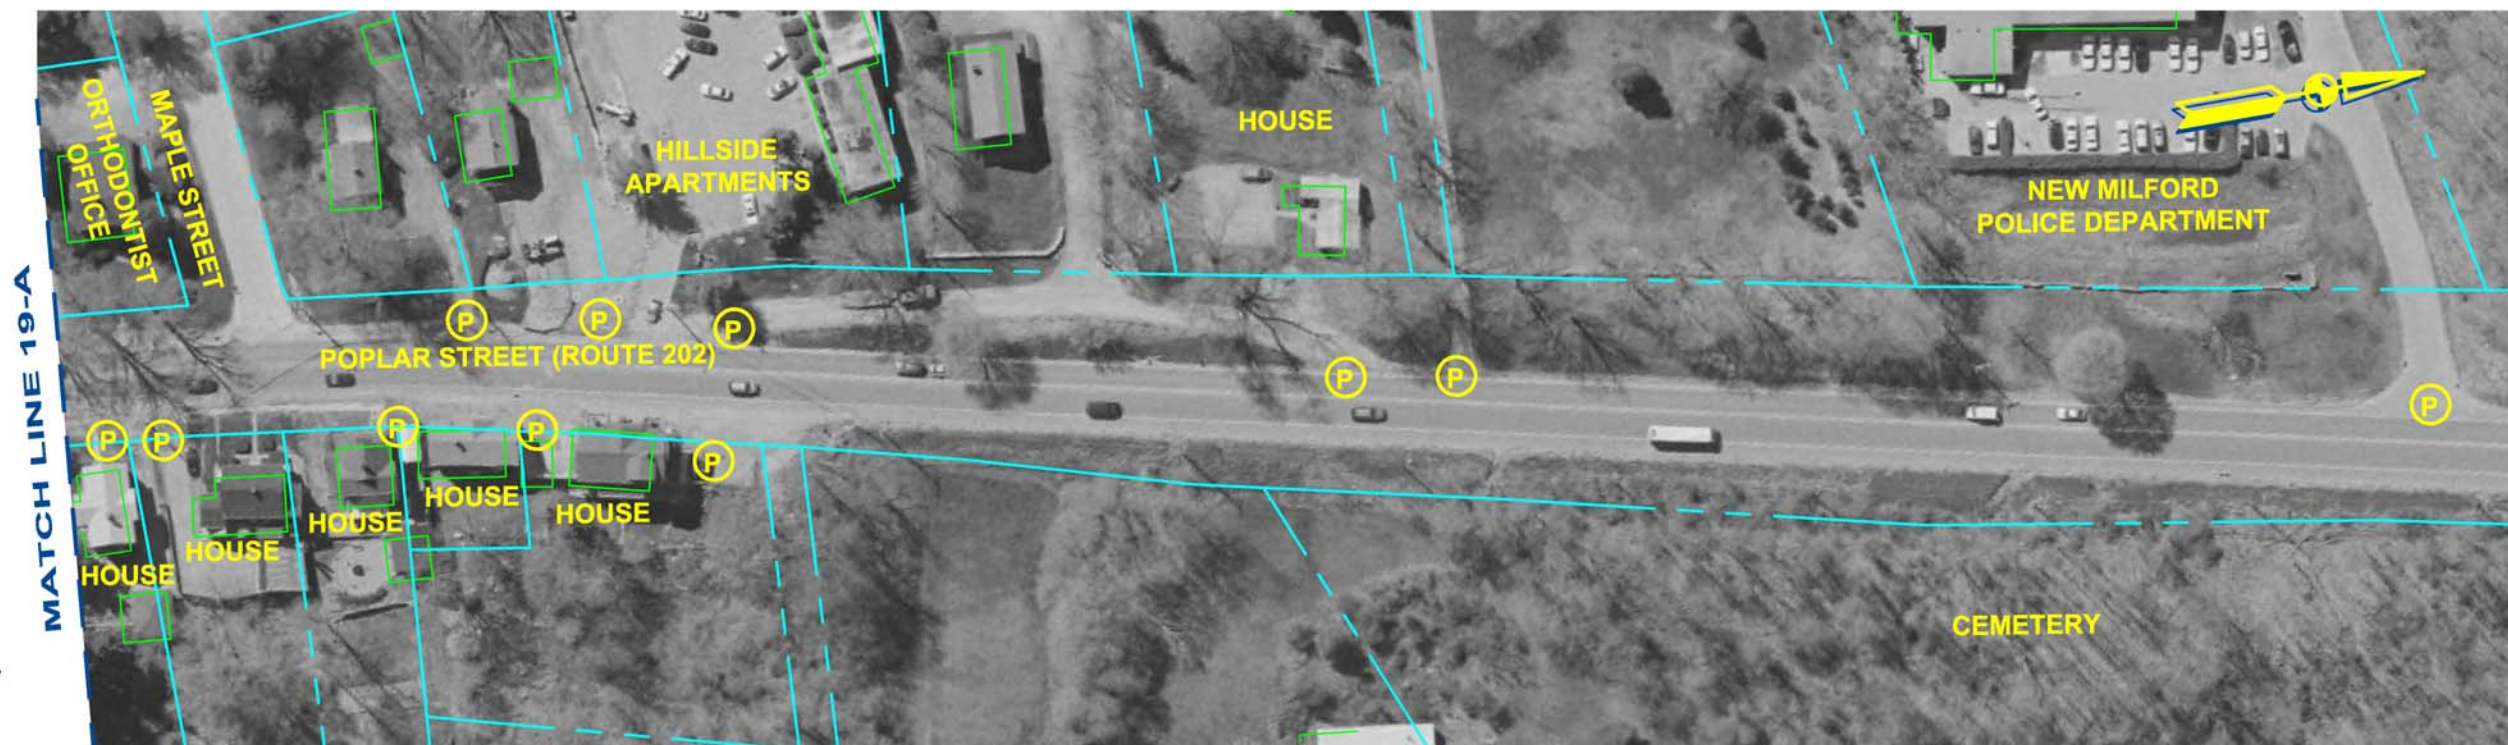 MATCH LINE 19-A
ORTHODONTIST
OFFICE
MAPLE STREET
HILLSIDE
APARTMENTS
HOUSE
NEW MILFORD
POLICE DEPARTMENT
P
P
P
POPLAR STREET (ROUTE 202)
P
P
P
P
P
P
P
P
HOUSE
HOUSE
HOUSE
HOUSE
HOUSE
CEMETERY